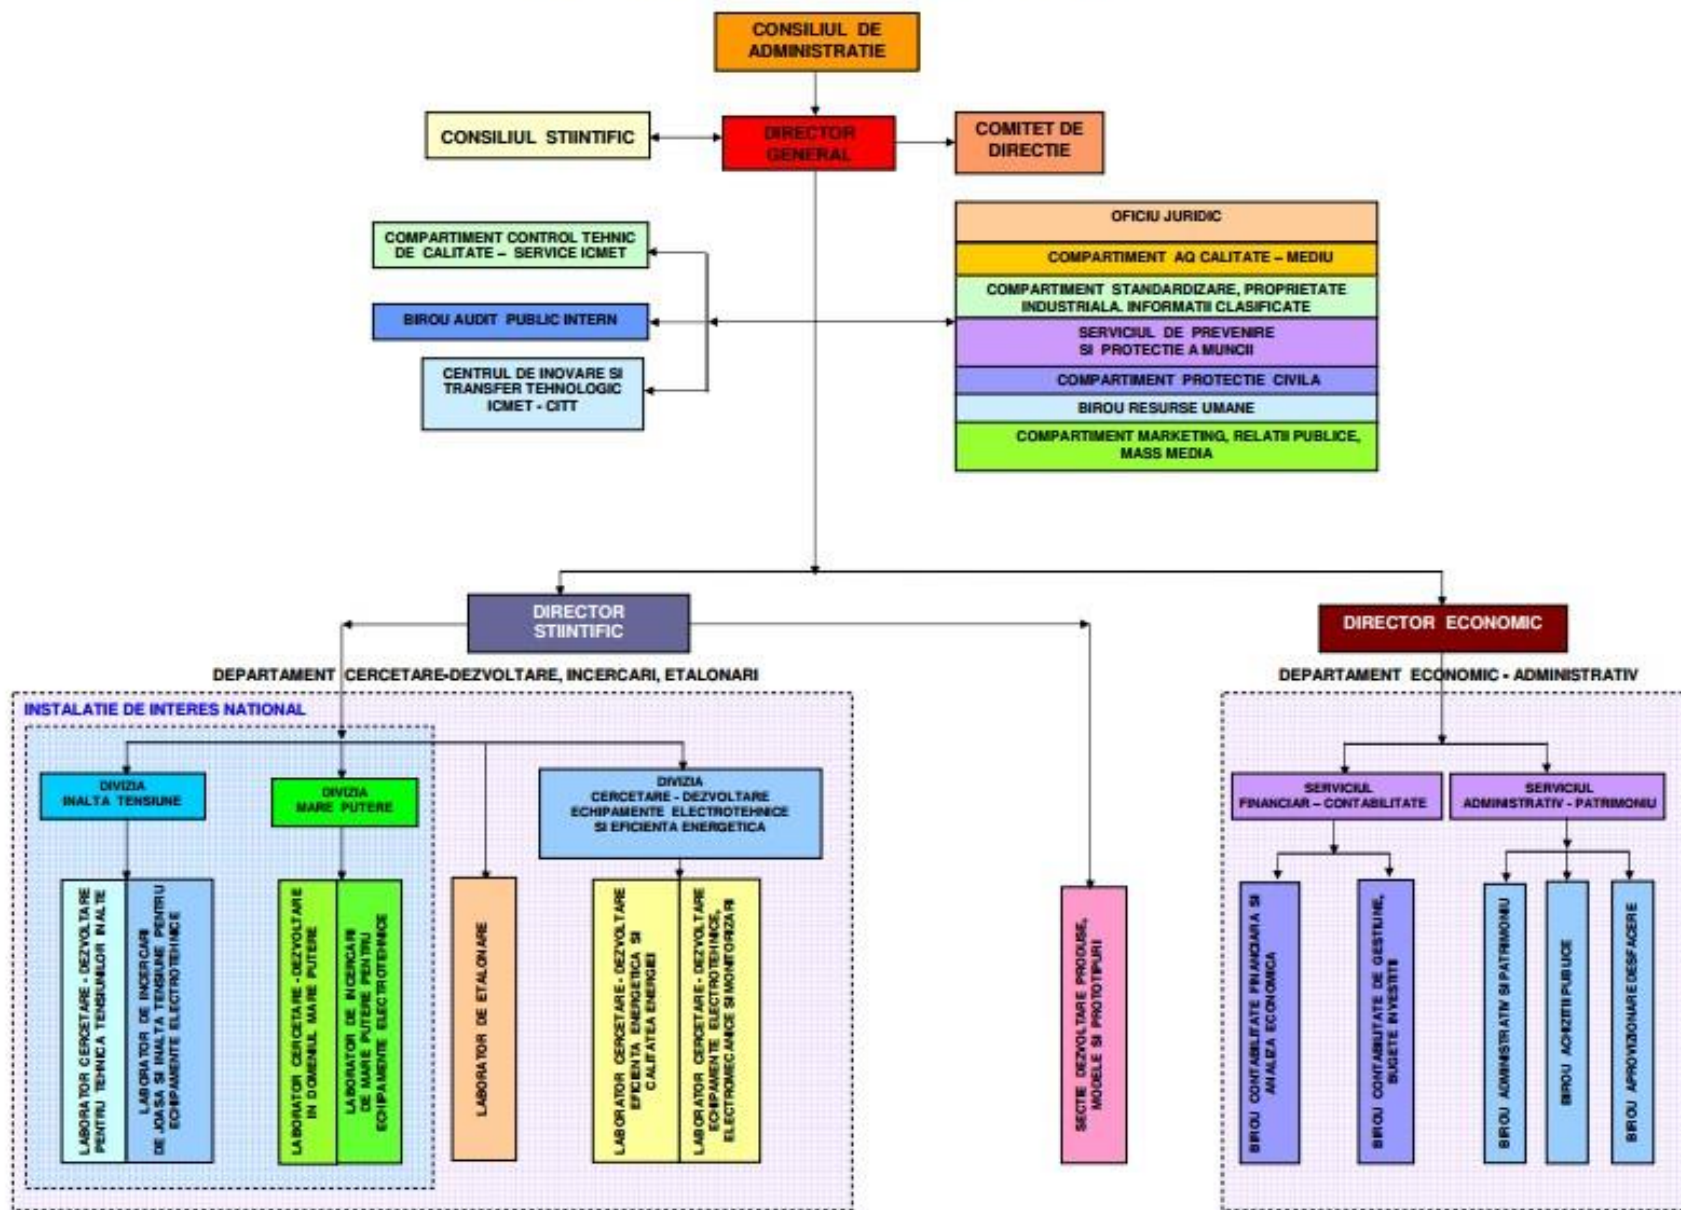 CONSILIUL DE
ADMINISTRATIE
CONSILIUL STIINTIFIC
DIRECTOR
GENERAL
COMITET DE
DIRECTIE
COMPARTIMENT CONTROL TEHNIC
DE CALITATE – SERVICE ICMET
BIROU AUDIT PUBLIC INTERN
CENTRUL DE INOVARE SI
TRANSFER TEHNOLOGIC
ICMET - CITT
OFICIU JURIDIC
COMPARTIMENT AQ CALITATE – MEDIU
COMPARTIMENT STANDARDIZARE, PROPRIETATE
INDUSTRIALA. INFORMATII CLASIFICATE
SERVICIUL DE PREVENIRE
SI PROTECTIE A MUNCII
COMPARTIMENT PROTECTIE CIVILA
BIROU RESURSE UMANE
COMPARTIMENT MARKETING, RELATII PUBLICE,
MASS MEDIA
DIRECTOR
STIINTIFIC
DIRECTOR ECONOMIC
DEPARTAMENT CERCETARE-DEZVOLTARE, INCERCARI, ETALONARI
DEPARTAMENT ECONOMIC - ADMINISTRATIV
INSTALATIE DE INTERES NATIONAL
DIVIZIA
INALTA TENSIUNE
DIVIZIA
MARE PUTERE
DIVIZIA
CERCETARE - DEZVOLTARE
ECHIPAMENTE ELECTROTEHNICE
SI EFICIENTA ENERGETICA
SERVICIUL
FINANCIAR – CONTABILITATE
SERVICIUL
ADMINISTRATIV - PATRIMONIU
LABORATOR CERCETARE - DEZVOLTARE
PENTRU TEHNICA TENSIUNILOR INALTE
LABORATOR DE INCERCARI
DE JOASA SI INALTA TENSIUNE PENTRU
ECHIPAMENTE ELECTROTEHNICE
LABORATOR CERCETARE - DEZVOLTARE
IN DOMENIUL MARE PUTERE
LABORATOR DE INCERCARI
DE MARE PUTERE PENTRU
ECHIPAMENTE ELECTROTEHNICE
LABORATOR DE ETALONARE
LABORATOR CERCETARE - DEZVOLTARE
EFICIENTA ENERGETICA SI
CALITATEA ENERGIEI
LABORATOR CERCETARE - DEZVOLTARE
ECHIPAMENTE ELECTROTEHNICE,
ELECTROMECANICE SI MONITORIZARI
SECTIE DEZVOLTARE PRODUSE,
MODELE SI PROTOTIPURI
BIROU CONTABILITATE FINANCIARA SI
ANALIZA ECONOMICA
BIROU CONTABILITATE DE GESTIUNE,
BUGETE INVESTITII
BIROU ADMINISTRATIV SI PATRIMONIU
BIROU ACHIZITII PUBLICE
BIROU APROVIZIONARE DESFACERE